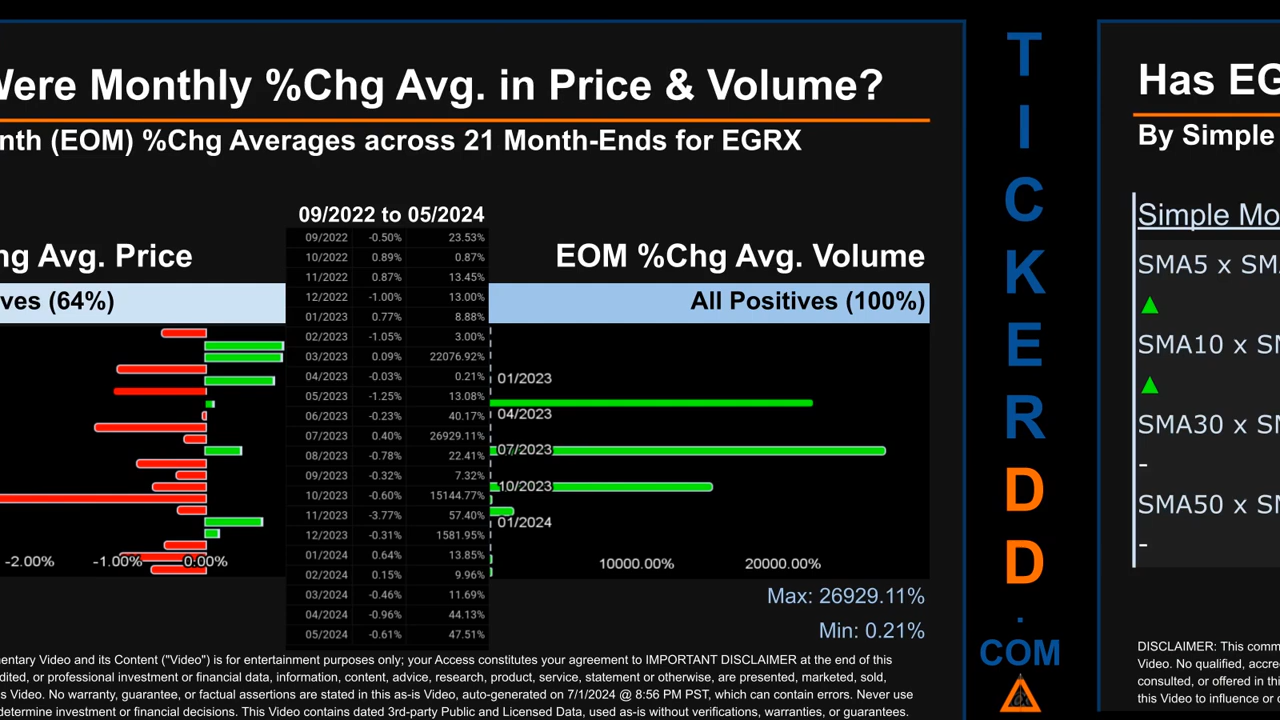 Were Monthly %Chg Avg. in Price & Volume?
nth (EOM) %Chg Averages across 21 Month-Ends for EGRX
09/2022 to 05/2024
ng Avg. Price
ves (64%)
-2.00%
-1.00%
0:00%
09/2022 -0.50% 23.53%
10/2022 0.89% 0.87%
11/2022 0.87% 13.45%
12/2022 -1.00% 13.00%
01/2023 0.77% 8.88%
02/2023 -1.05% 3.00%
03/2023 0.09% 22076.92%
04/2023 -0.03% 0.21%
05/2023 -1.25% 13.08%
06/2023 -0.23% 40.17%
07/2023 0.40% 26929.11%
08/2023 -0.78% 22.41%
09/2023 -0.32% 7.32%
10/2023 -0.60% 15144.77%
11/2023 -3.77% 57.40%
12/2023 -0.31% 1581.95%
01/2024 0.64% 13.85%
02/2024 0.15% 9.96%
03/2024 -0.46% 11.69%
04/2024 -0.96% 44.13%
05/2024 -0.61% 47.51%
EOM %Chg Avg. Volume
All Positives (100%)
01/2023
04/2023
07/2023
10/2023
01/2024
10000.00%
20000.00%
Max: 26929.11%
Min: 0.21%
nentary Video and its Content ("Video") is for entertainment purposes only; your Access constitutes your agreement to IMPORTANT DISCLAIMER at the end of this
dited, or professional investment or financial data, information, content, advice, research, product, service, statement or otherwise, are presented, marketed, sold,
s Video. No warranty, guarantee, or factual assertions are stated in this as-is Video, auto-generated on 7/1/2024 @ 8:56 PM PST, which can contain errors. Never use
determine investment or financial decisions. This Video contains dated 3rd-party Public and Licensed Data, used as-is without verifications, warranties, or guarantees.
T
I
C
K
E
R
D
D
.
COM
Has EG
By Simple
Simple Mo
SMA5 x SMA
▲
SMA10 x SM
▲
SMA30 x SM
-
SMA50 x SM
-
DISCLAIMER: This comm
Video. No qualified, accre
consulted, or offered in thi
this Video to influence or d